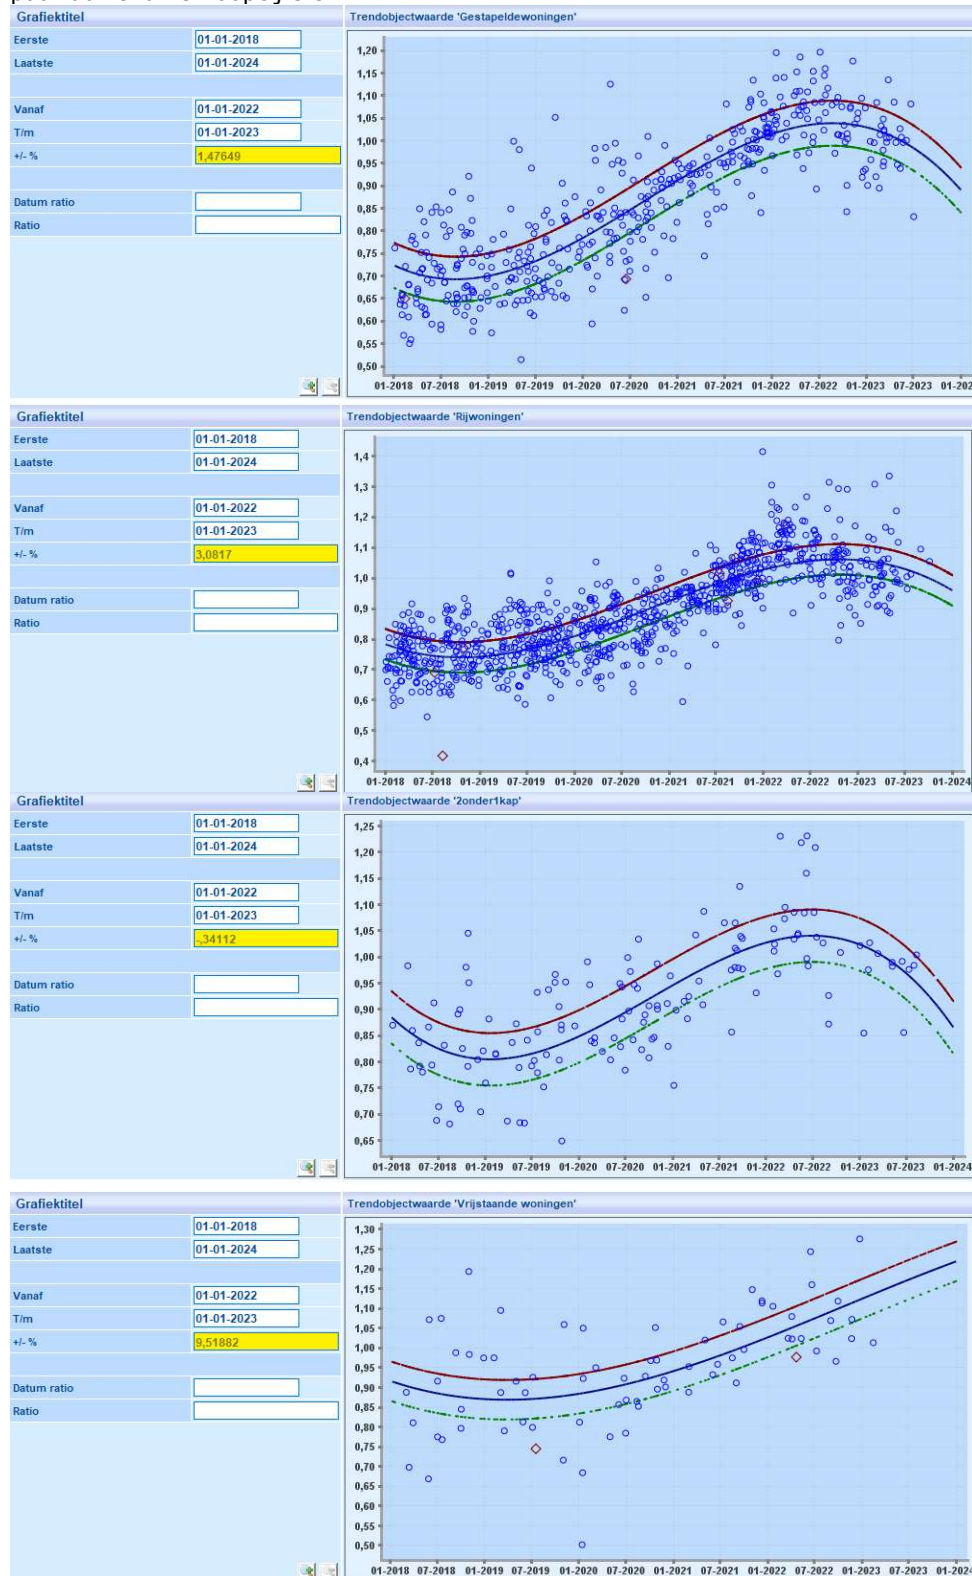 Grafiektitel
Trendobjectwaarde 'Gestapeldewoningen'
Eerste 01-01-2018
Laatste 01-01-2024
Vanaf 01-01-2022
T/m 01-01-2023
+/- % 1,47649
Datum ratio
Ratio
1,20
1,15
1,10
1,05
1,00
0,95
0,90
0,85
0,80
0,75
0,70
0,65
0,60
0,55
0,50
01-2018 07-2018 01-2019 07-2019 01-2020 07-2020 01-2021 07-2021 01-2022 07-2022 01-2023 07-2023 01-202
Grafiektitel
Trendobjectwaarde 'Rijwoningen'
Eerste 01-01-2018
Laatste 01-01-2024
Vanaf 01-01-2022
T/m 01-01-2023
+/- % 3,0817
Datum ratio
Ratio
1,4
1,3
1,2
1,1
1,0
0,9
0,8
0,7
0,6
0,5
0,4
01-2018 07-2018 01-2019 07-2019 01-2020 07-2020 01-2021 07-2021 01-2022 07-2022 01-2023 07-2023 01-2024
Grafiektitel
Trendobjectwaarde '2onder1kap'
Eerste 01-01-2018
Laatste 01-01-2024
Vanaf 01-01-2022
T/m 01-01-2023
+/- % -,34112
Datum ratio
Ratio
1,25
1,20
1,15
1,10
1,05
1,00
0,95
0,90
0,85
0,80
0,75
0,70
0,65
01-2018 07-2018 01-2019 07-2019 01-2020 07-2020 01-2021 07-2021 01-2022 07-2022 01-2023 07-2023 01-2024
Grafiektitel
Trendobjectwaarde 'Vrijstaande woningen'
Eerste 01-01-2018
Laatste 01-01-2024
Vanaf 01-01-2022
T/m 01-01-2023
+/- % 9,51882
Datum ratio
Ratio
1,30
1,25
1,20
1,15
1,10
1,05
1,00
0,95
0,90
0,85
0,80
0,75
0,70
0,65
0,60
0,55
0,50
01-2018 07-2018 01-2019 07-2019 01-2020 07-2020 01-2021 07-2021 01-2022 07-2022 01-2023 07-2023 01-2024